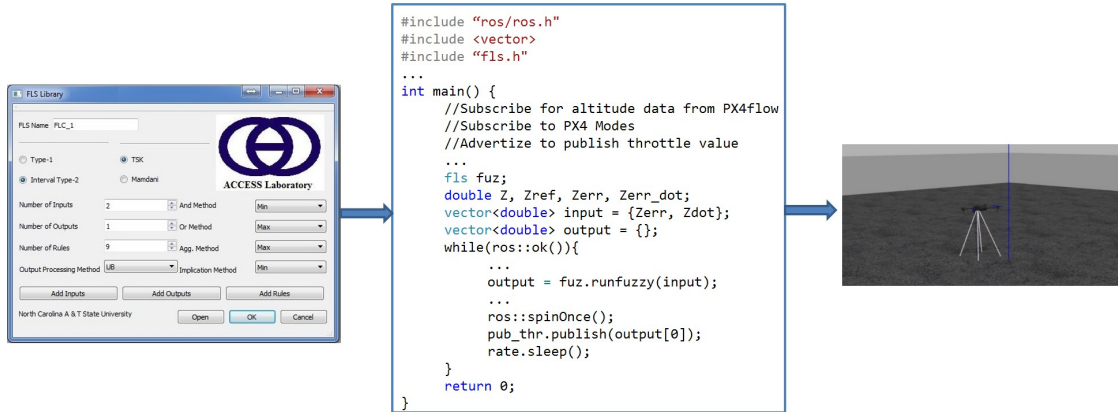 FLS Library
FLS Name FLC_1
Type-1 TSK
Interval Type-2 Mamdani
ACCESS Laboratory
Number of Inputs 2 And Method Min
Number of Outputs 1 Or Method Max
Number of Rules 9 Agg. Method Max
Output Processing Method UB Implication Method Min
Add Inputs Add Outputs Add Rules
North Carolina A & T State University Open OK Cancel
#include “ros/ros.h"
#include <vector>
#include “fls.h"
...
int main() {
//Subscribe for altitude data from PX4flow
//Subscribe to PX4 Modes
//Advertize to publish throttle value
...
fls fuz;
double Z, Zref, Zerr, Zerr_dot;
vector<double> input = {Zerr, Zdot};
vector<double> output = {};
while(ros::ok()){
...
output = fuz.runfuzzy(input);
...
ros::spinOnce();
pub_thr.publish(output[0]);
rate.sleep();
}
return 0;
}